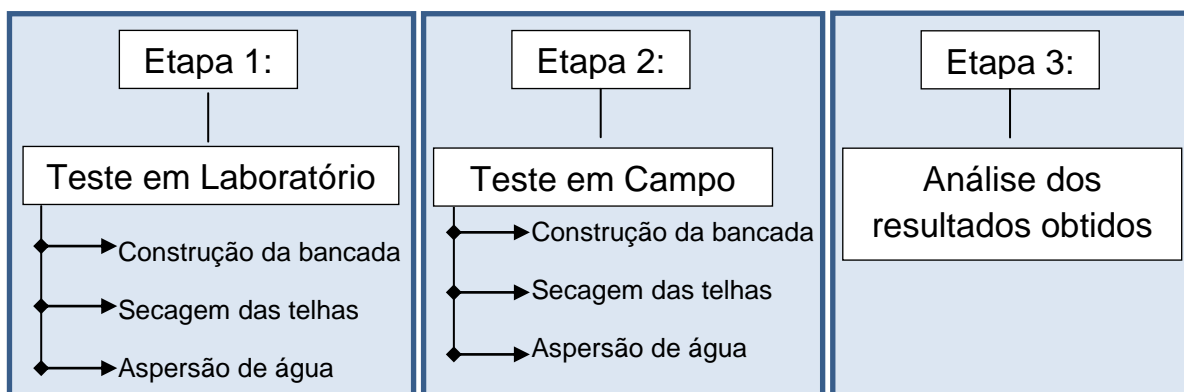 Etapa 1:
Teste em Laboratório
Construção da bancada
Secagem das telhas
Aspersão de água
Etapa 2:
Teste em Campo
Construção da bancada
Secagem das telhas
Aspersão de água
Etapa 3:
Análise dos
resultados obtidos